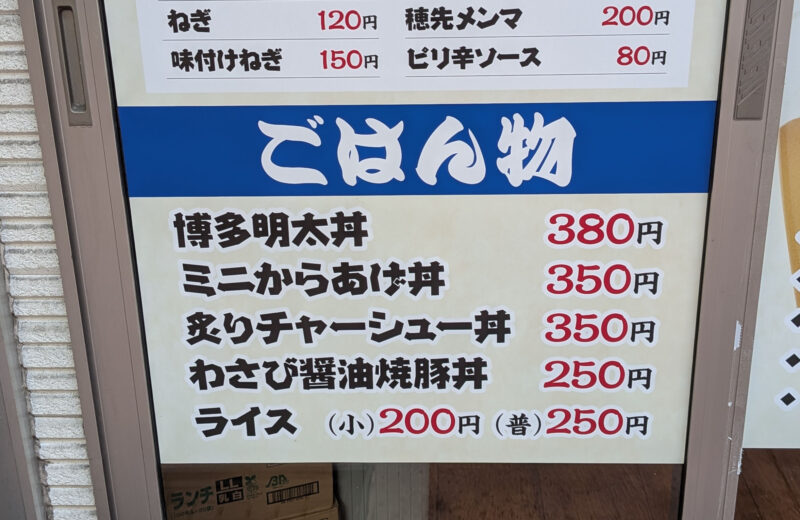 ねぎ 120円 穂先メンマ 200円
味付けねぎ 150円 ピリ辛ソース 80円
ごはん物
博多明太丼 380円
ミニからあげ丼 350円
炙りチャーシュー丼 350円
わさび醤油焼豚丼 250円
ライス (小)200円 (普)250円
ランチ LL 乳白